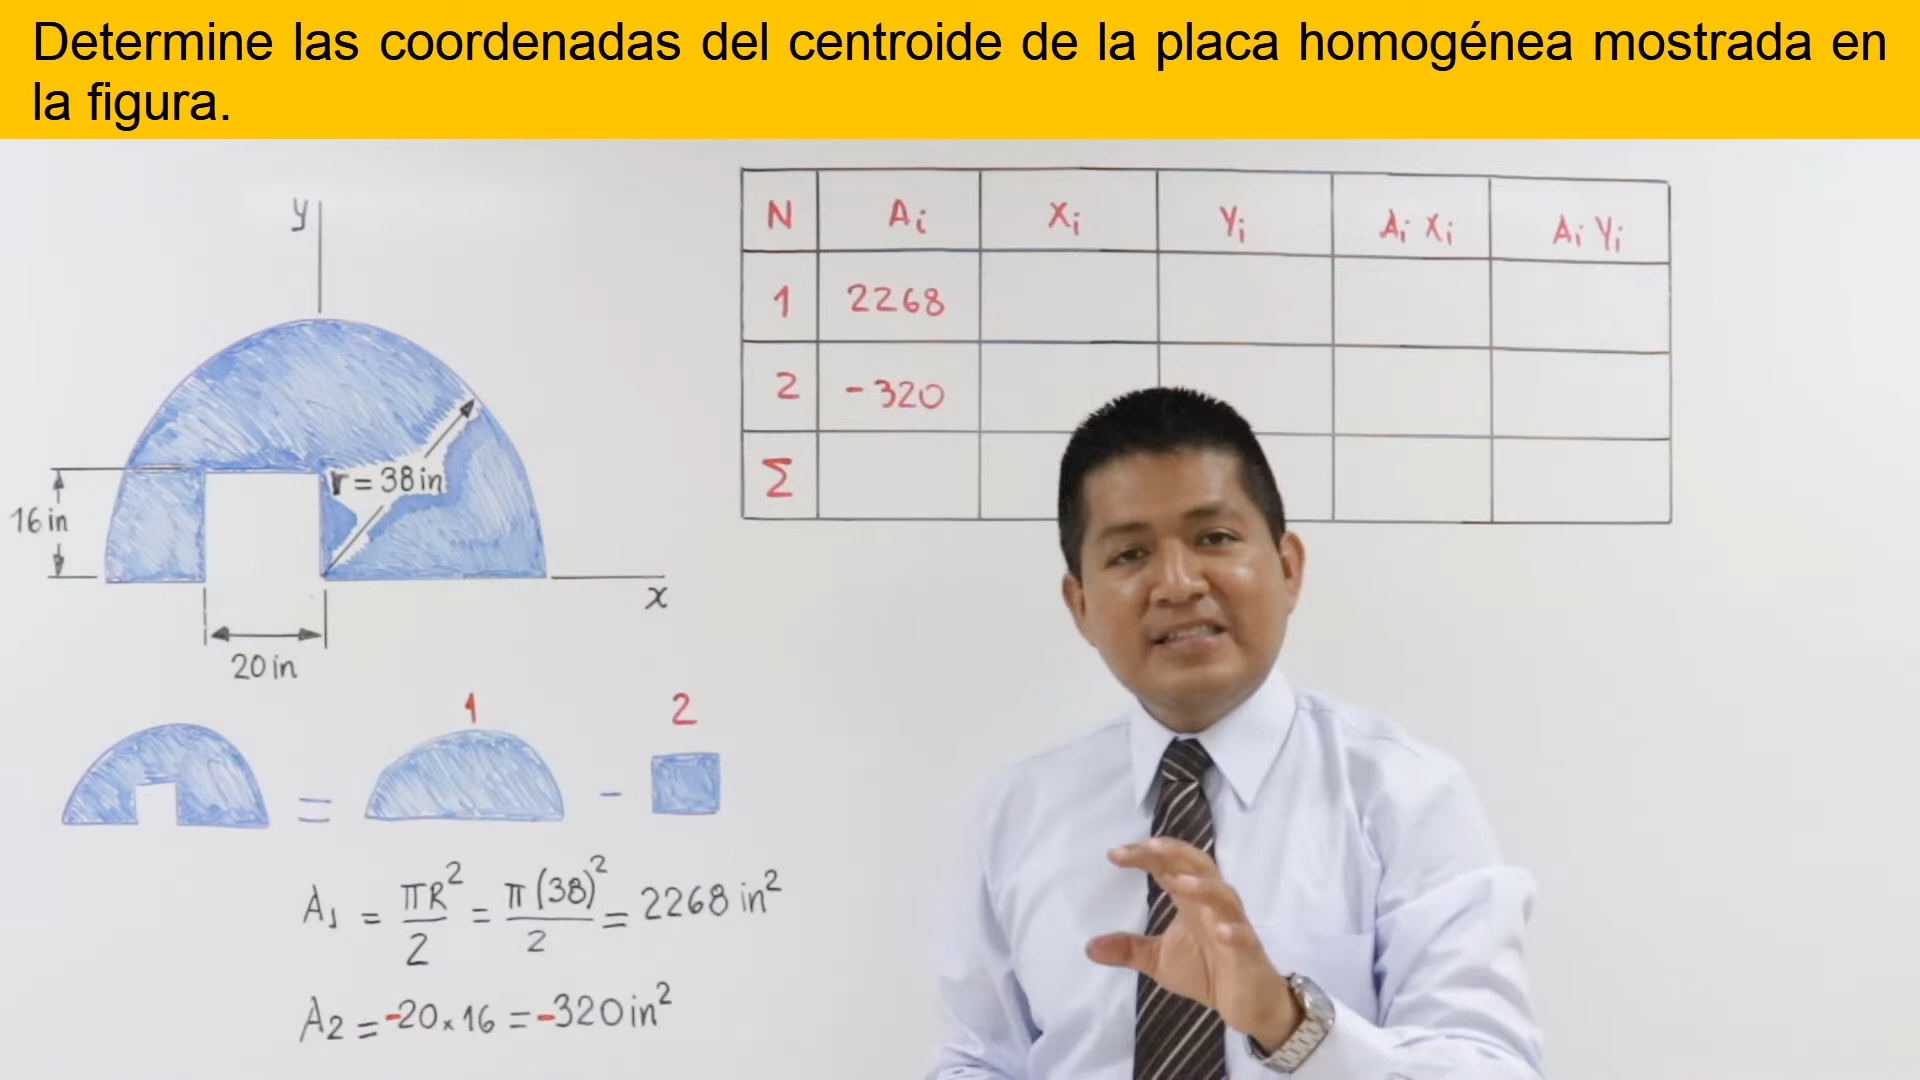 Determine las coordenadas del centroide de la placa homogénea mostrada en
la figura.
y
r = 38 in
16 in
x
20 in
N Ai Xi Yi Ai Xi Ai Yi
1 2268
2 -320
Σ
1 2
= -
A₁ = πR²/2 = π(38)²/2 = 2268 in²
A2 = -20 x 16 = -320 in²